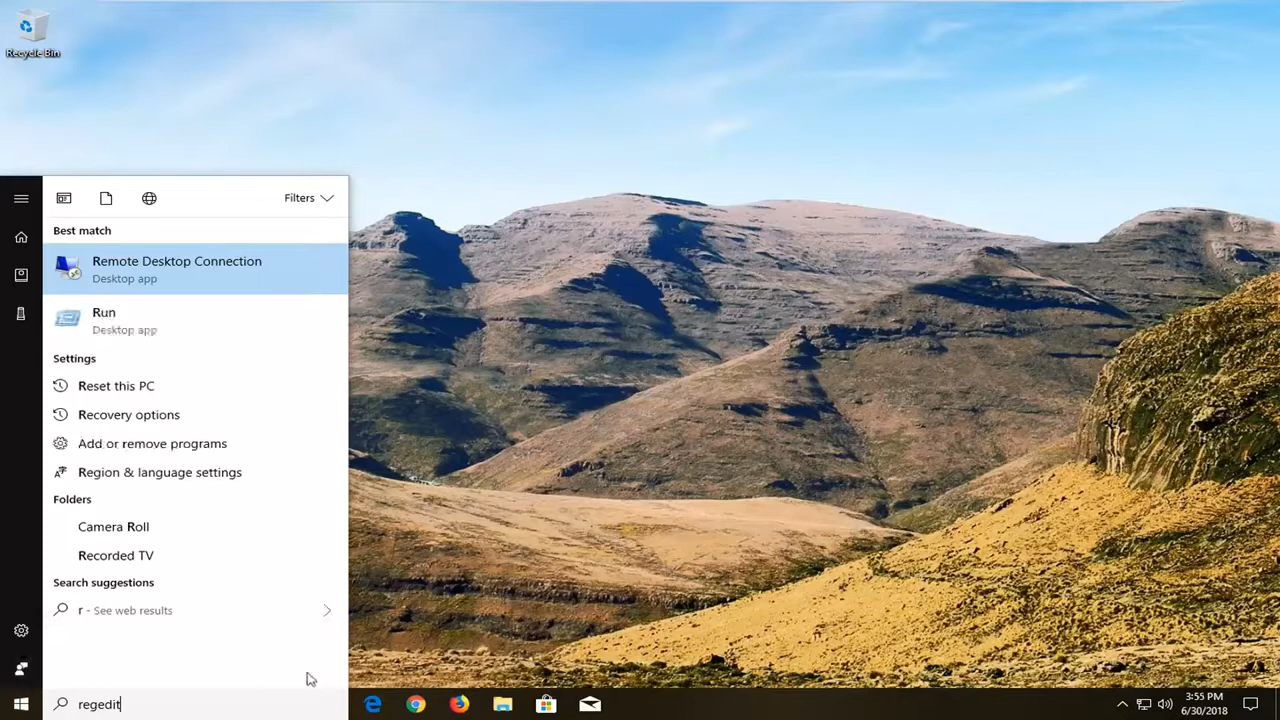 Recycle Bin
Filters
Best match
Remote Desktop Connection
Desktop app
Run
Desktop app
Settings
Reset this PC
Recovery options
Add or remove programs
Region & language settings
Folders
Camera Roll
Recorded TV
Search suggestions
r - See web results
regedit
3:55 PM
6/30/2018